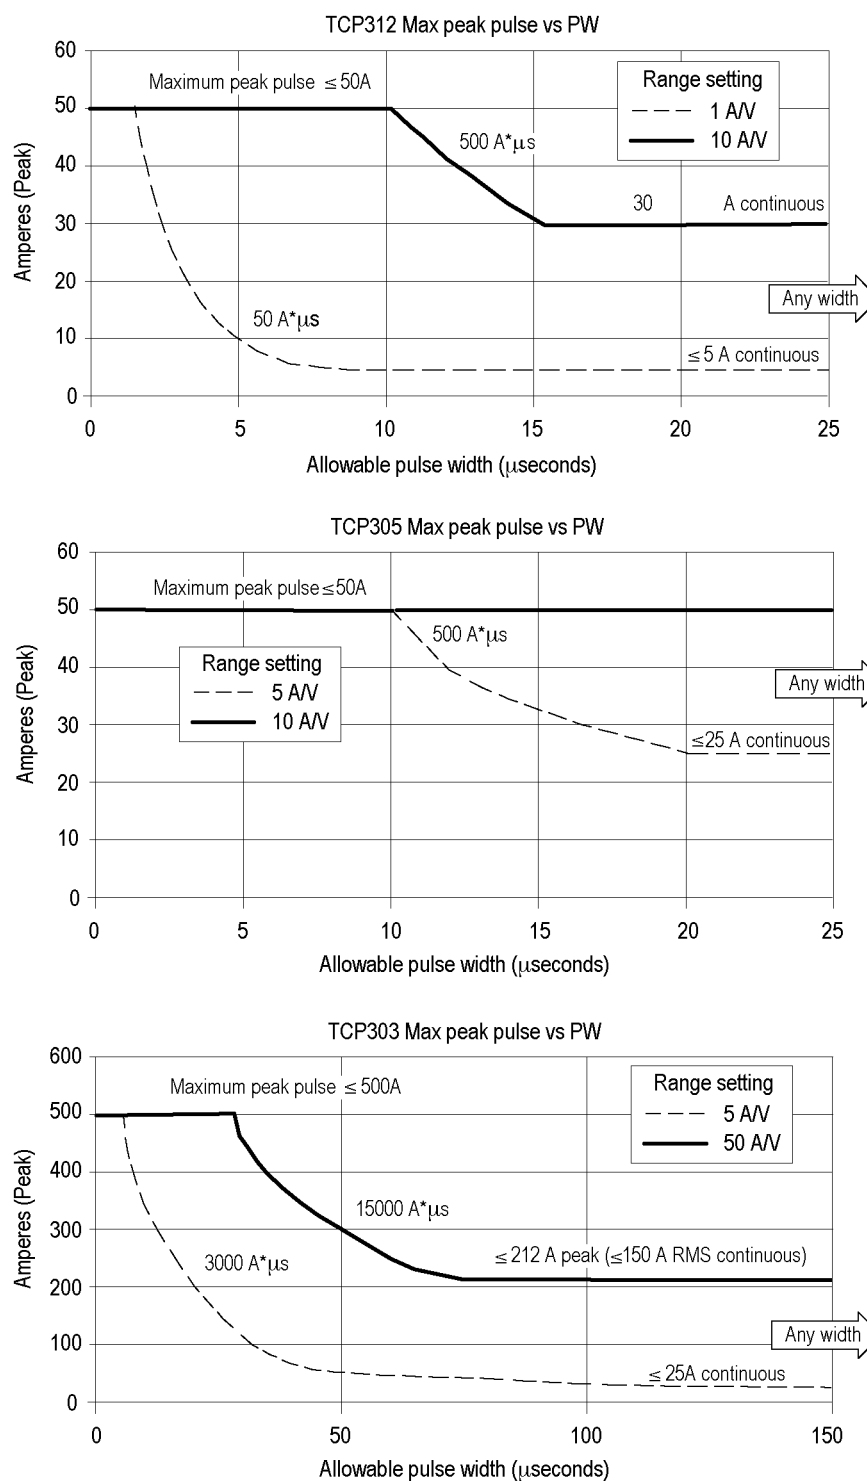 TCP312 Max peak pulse vs PW
60
50
40
30
20
10
0
Amperes (Peak)
Maximum peak pulse ≤50A
Range setting
1 A/V
10 A/V
500 A*μs
30 A continuous
Any width
50 A*μs
≤5 A continuous
0 5 10 15 20 25
Allowable pulse width (μseconds)
TCP305 Max peak pulse vs PW
60
50
40
30
20
10
0
Amperes (Peak)
Maximum peak pulse≤50A
500 A*μs
Range setting
5 A/V
10 A/V
Any width
≤25 A continuous
0 5 10 15 20 25
Allowable pulse width (μseconds)
TCP303 Max peak pulse vs PW
600
500
400
300
200
100
0
Amperes (Peak)
Maximum peak pulse ≤500A
Range setting
5 A/V
50 A/V
15000 A*μs
3000 A*μs
≤212 A peak (≤150 A RMS continuous)
Any width
≤25A continuous
0 50 100 150
Allowable pulse width (μseconds)